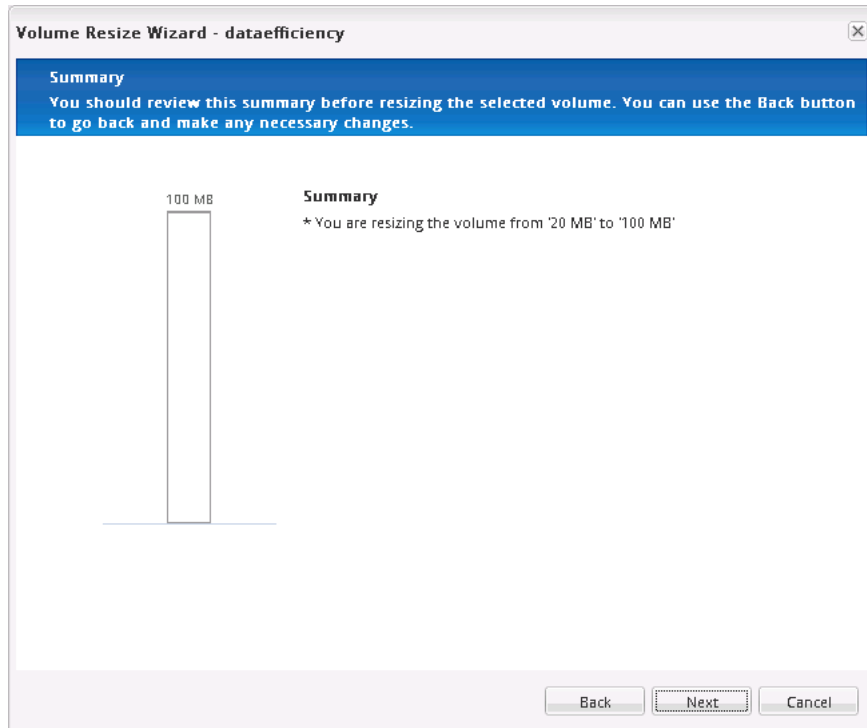 Volume Resize Wizard - dataefficiency
Summary
You should review this summary before resizing the selected volume. You can use the Back button
to go back and make any necessary changes.
100 MB
Summary
* You are resizing the volume from '20 MB' to '100 MB'
Back
Next
Cancel